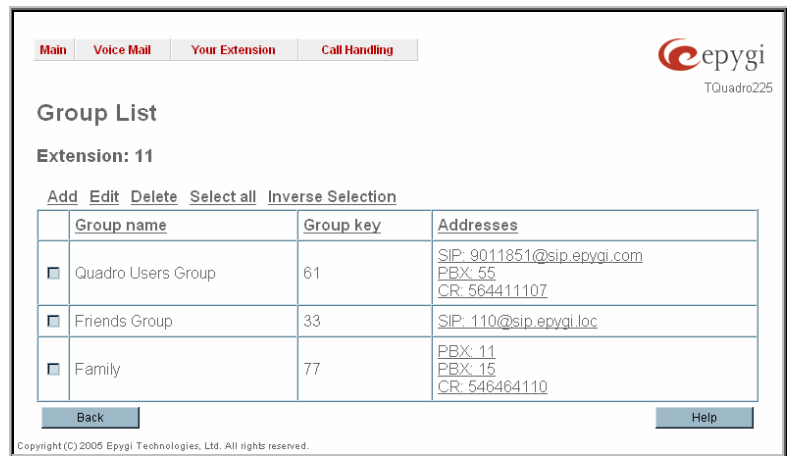 Main Voice Mail Your Extension Call Handling
epygi
TQuadro225
Group List
Extension: 11
Add Edit Delete Select all Inverse Selection
Group name Group key Addresses
Quadro Users Group 61 SIP: 9011851@sip.epygi.com
PBX: 55
CR: 564411107
Friends Group 33 SIP: 110@sip.epygi.loc
Family 77 PBX: 11
PBX: 15
CR: 546464110
Back Help
Copyright (C) 2005 Epygi Technologies, Ltd. All rights reserved.